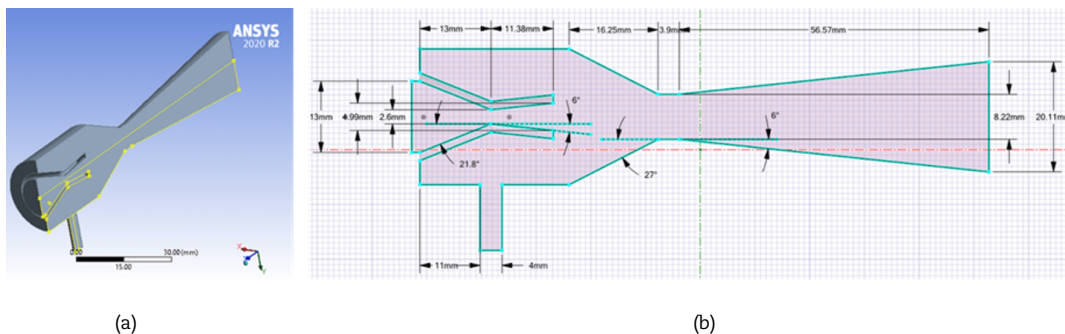 ANSYS
2020 R2
0.00
30.00 (mm)
15.00
X
Y
13mm
11.38mm
16.25mm
3.9m
56.57mm
13mm
4.99mm
2.6mm
6°
6°
8.22mm
20.11mm
21.8°
27°
11mm
4mm
(a)
(b)